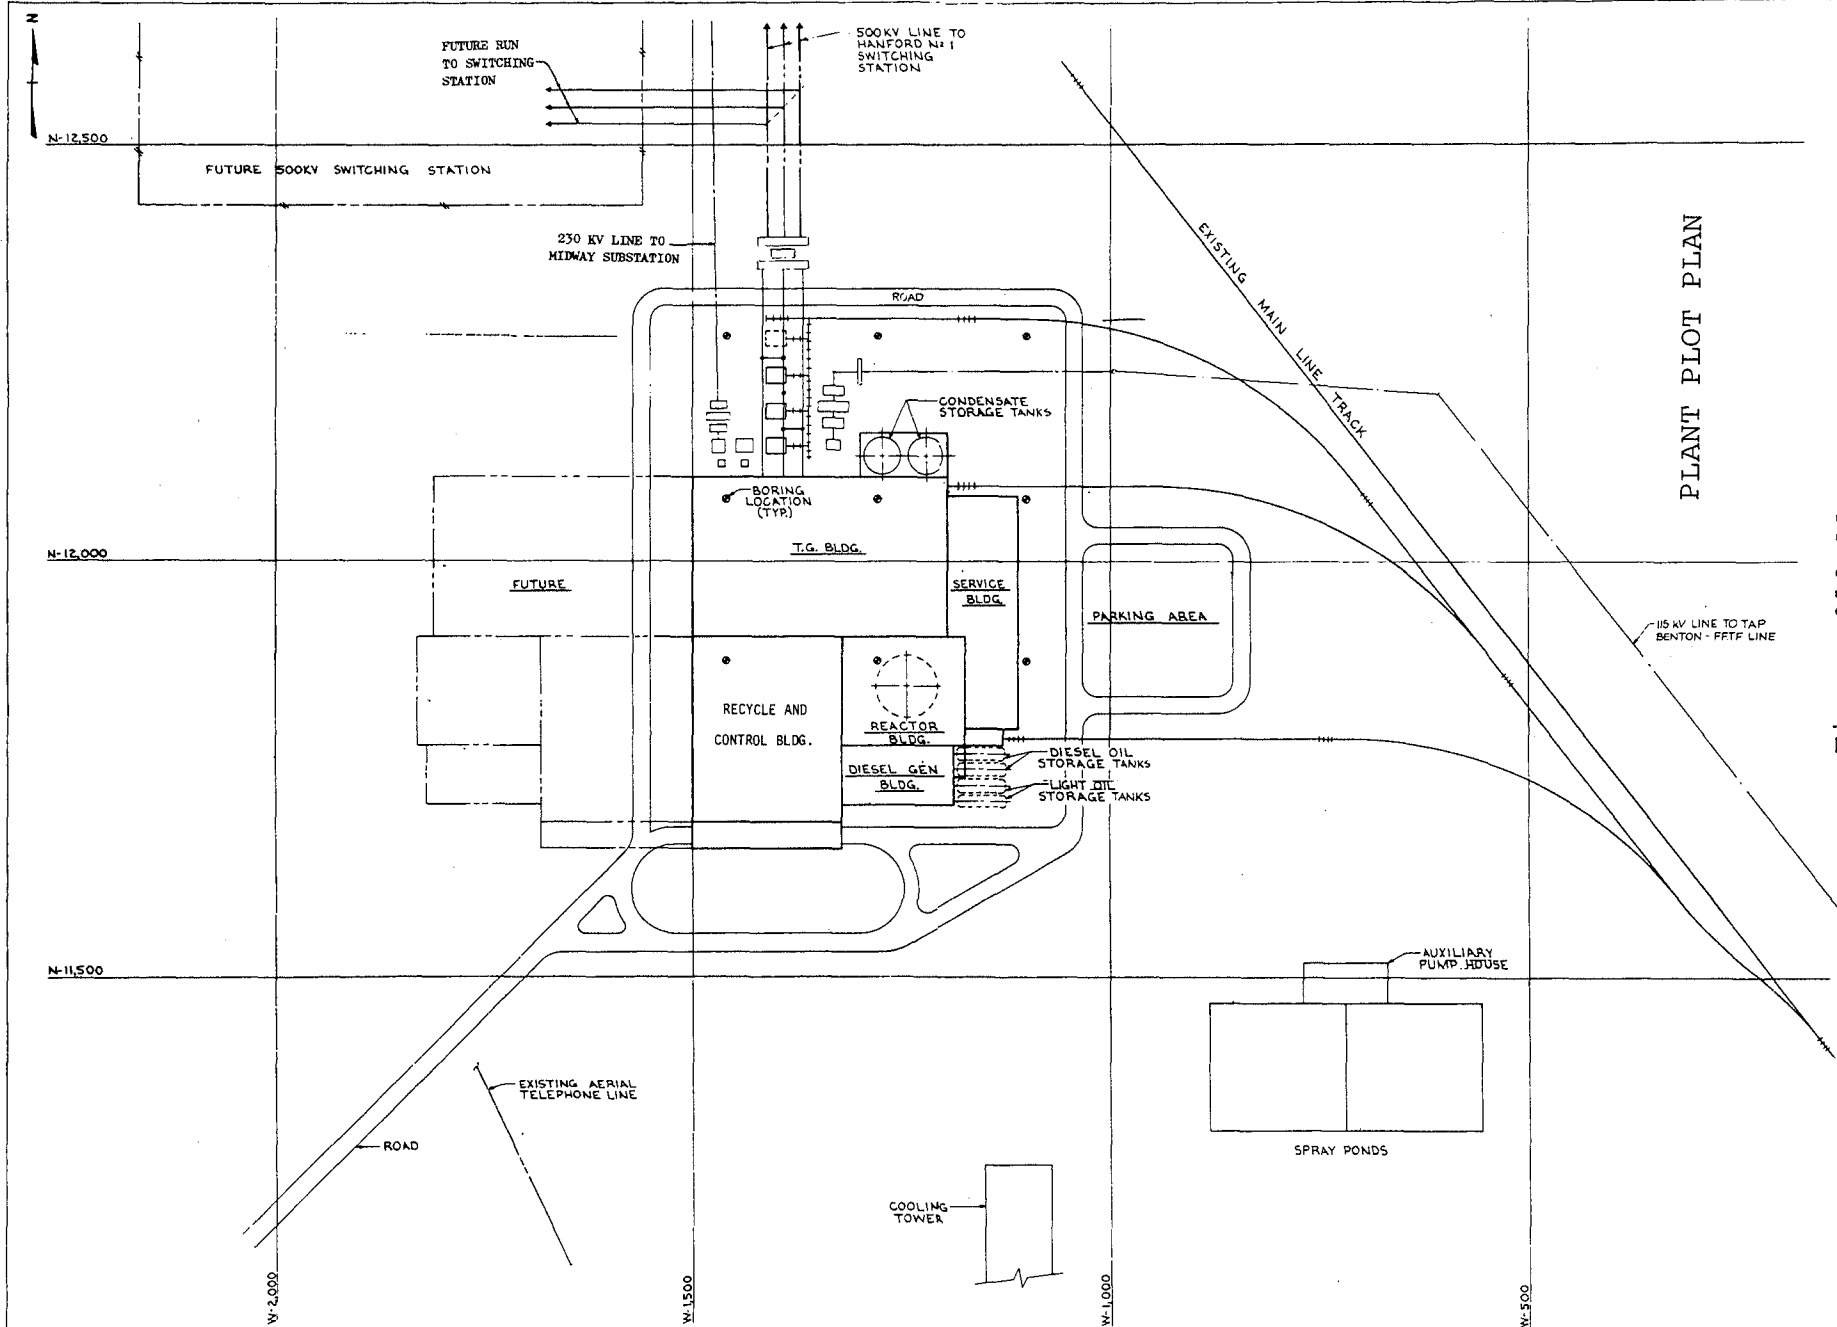 N
FUTURE RUN
TO SWITCHING
STATION
500KV LINE TO
HANFORD Nº 1
SWITCHING
STATION
N-12,500
FUTURE 500KV SWITCHING STATION
230 KV LINE TO
MIDWAY SUBSTATION
EXISTING MAIN LINE TRACK
PLANT PLOT PLAN
ROAD
CONDENSATE
STORAGE TANKS
BORING
LOCATION
(TYP.)
N-12,000
T.G. BLDG.
FUTURE
SERVICE
BLDG.
PARKING AREA
115 KV LINE TO TAP
BENTON-FFTF LINE
RECYCLE AND
CONTROL BLDG.
REACTOR
BLDG.
DIESEL GEN
BLDG.
DIESEL OIL
STORAGE TANKS
LIGHT OIL
STORAGE TANKS
N-11,500
AUXILIARY
PUMP HOUSE
EXISTING AERIAL
TELEPHONE LINE
ROAD
SPRAY PONDS
COOLING
TOWER
W-2,000
W-1,500
W-1,000
W-500